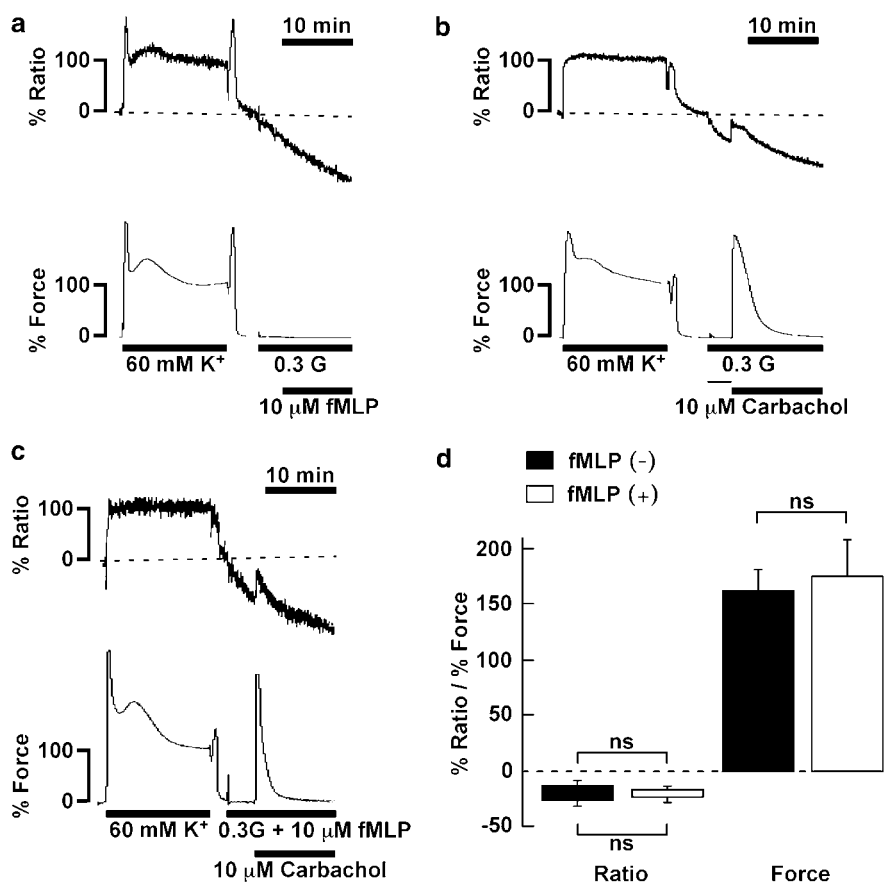 a
10 min
% Ratio
100
0
% Force
100
0
60 mM K⁺
0.3 G
10 μM fMLP
b
10 min
% Ratio
100
0
% Force
100
0
60 mM K⁺
0.3 G
10 μM Carbachol
c
10 min
% Ratio
100
0
% Force
100
0
60 mM K⁺
0.3G + 10 μM fMLP
10 μM Carbachol
d
fMLP (-)
fMLP (+)
% Ratio / % Force
200
150
100
50
0
-50
ns
ns
ns
Ratio
Force